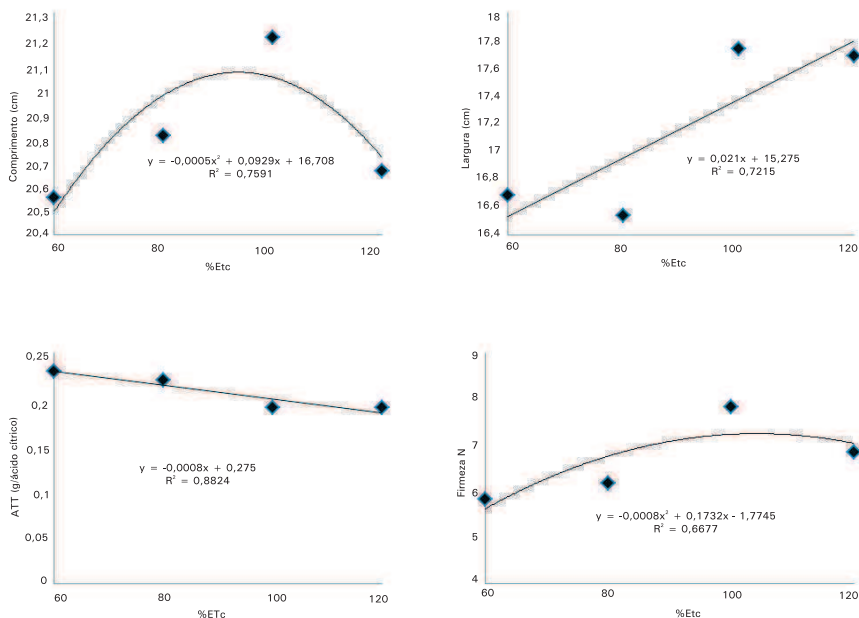 21,3
21,2
21,1
21
20,9
20,8
20,7
20,6
20,5
20,4
Comprimento (cm)
y = -0,0005x² + 0,0929x + 16,708
R² = 0,7591
60
80
100
120
%Etc
18
17,8
17,6
17,4
17,2
17
16,8
16,6
16,4
Largura (cm)
y = 0,021x + 15,275
R² = 0,7215
60
80
100
120
%Etc
0,25
0,2
0,15
0,1
0,05
0
ATT (g/ácido cítrico)
y = -0,0008x + 0,275
R² = 0,8824
60
80
100
120
%ETc
9
8
7
6
5
4
Firmeza N
y = -0,0008x² + 0,1732x - 1,7745
R² = 0,6677
60
80
100
120
%Etc